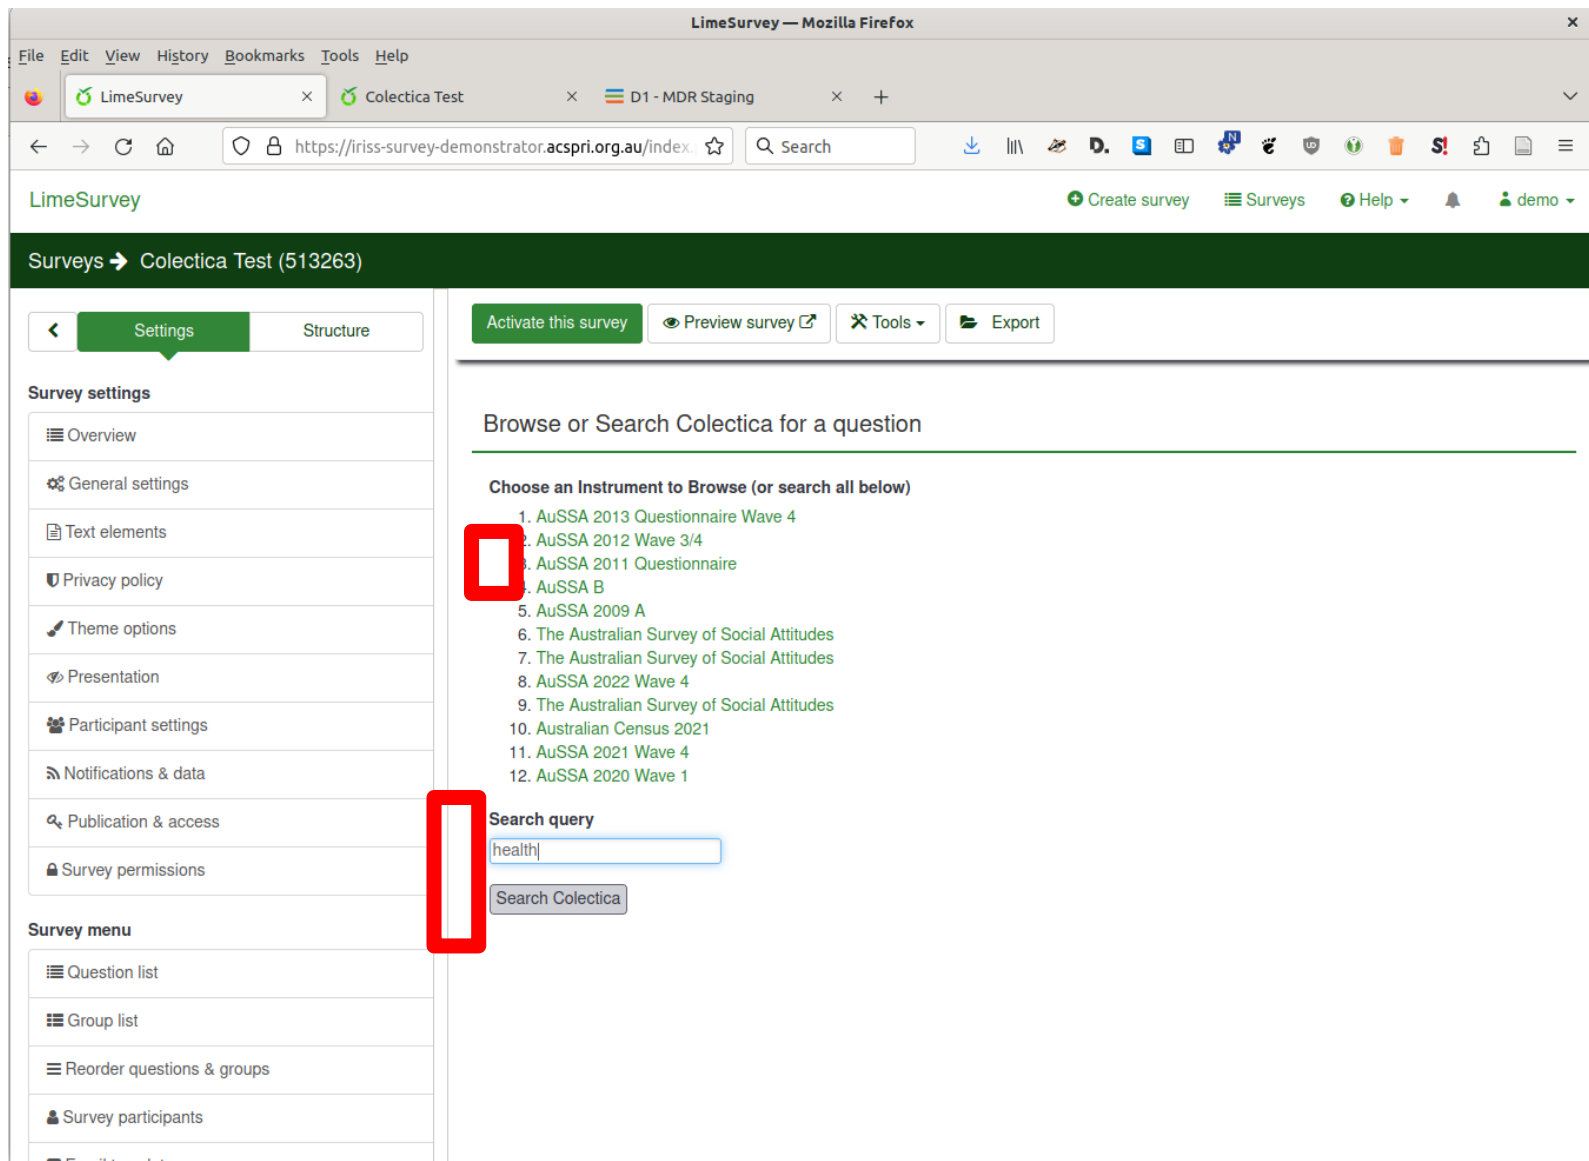 LimeSurvey — Mozilla Firefox
File Edit View History Bookmarks Tools Help
LimeSurvey
Colectica Test
D1 - MDR Staging
https://iriss-survey-demonstrator.acspri.org.au/index.
Search
LimeSurvey
Create survey
Surveys
Help
demo
Surveys Colectica Test (513263)
Settings
Structure
Activate this survey
Preview survey
Tools
Export
Survey settings
Overview
General settings
Text elements
Privacy policy
Theme options
Presentation
Participant settings
Notifications & data
Publication & access
Survey permissions
Survey menu
Question list
Group list
Reorder questions & groups
Survey participants
Browse or Search Colectica for a question
Choose an Instrument to Browse (or search all below)
1. AuSSA 2013 Questionnaire Wave 4
2. AuSSA 2012 Wave 3/4
3. AuSSA 2011 Questionnaire
4. AuSSA B
5. AuSSA 2009 A
6. The Australian Survey of Social Attitudes
7. The Australian Survey of Social Attitudes
8. AuSSA 2022 Wave 4
9. The Australian Survey of Social Attitudes
10. Australian Census 2021
11. AuSSA 2021 Wave 4
12. AuSSA 2020 Wave 1
Search query
health
Search Colectica